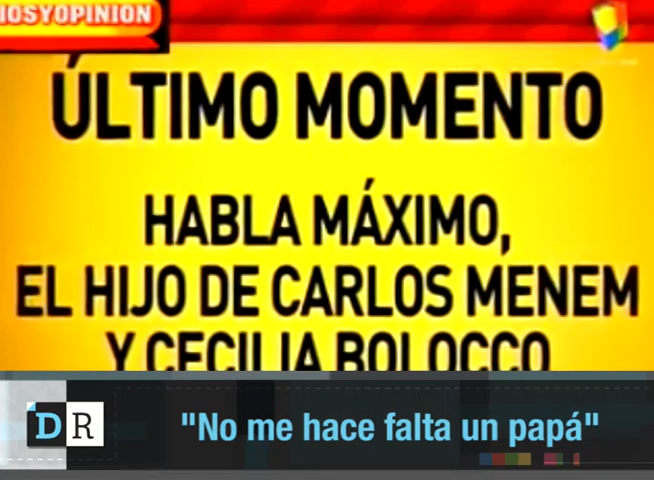 IOSYOPINION
ÚLTIMO MOMENTO
HABLA MÁXIMO,
EL HIJO DE CARLOS MENEM
Y CECILIA BOLOCCO
DR
"No me hace falta un papá"